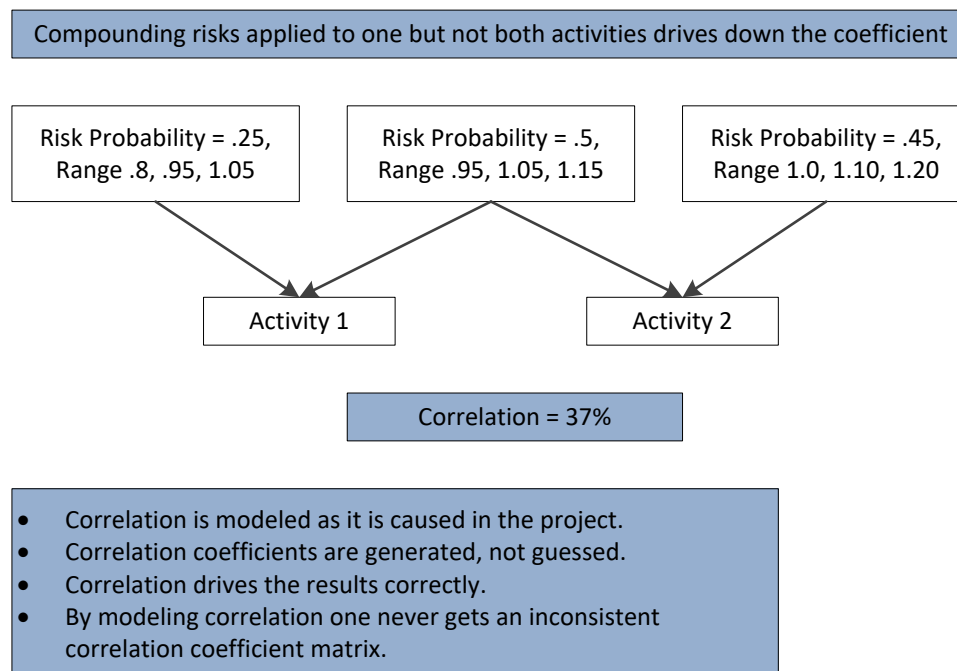 Compounding risks applied to one but not both activities drives down the coefficient
Risk Probability = .25,
Range .8, .95, 1.05
Risk Probability = .5,
Range .95, 1.05, 1.15
Risk Probability = .45,
Range 1.0, 1.10, 1.20
Activity 1
Activity 2
Correlation = 37%
• Correlation is modeled as it is caused in the project.
• Correlation coefficients are generated, not guessed.
• Correlation drives the results correctly.
• By modeling correlation one never gets an inconsistent
correlation coefficient matrix.